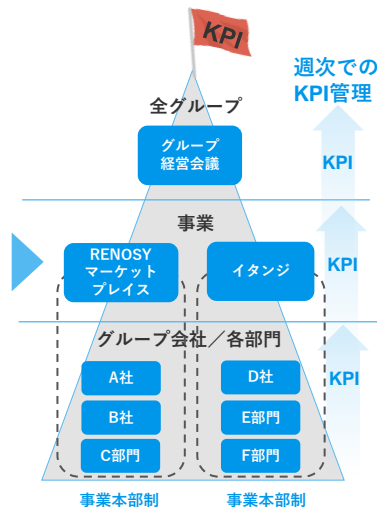 KPI
週次での
KPI管理
全グループ
グループ
経営会議
KPI
事業
RENOSY
マーケット
プレイス
イタンジ
KPI
グループ会社／各部門
A社
D社
KPI
B社
E部門
C部門
F部門
事業本部制
事業本部制